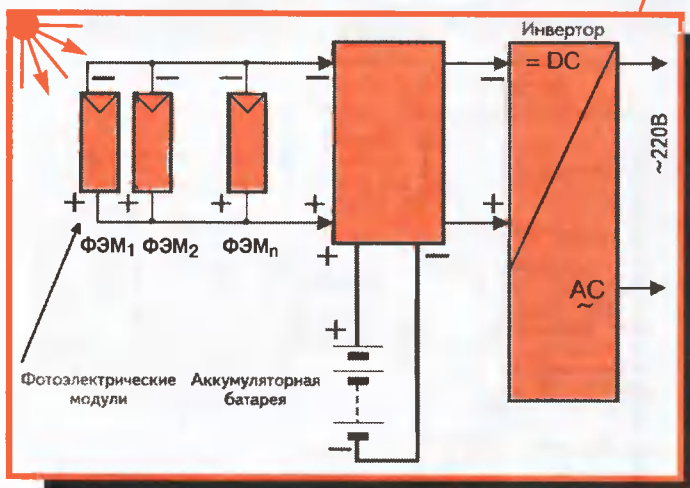 Инвертор
= DC
~220В
AC
~
− − − − −
+ + + + +
ФЭМ1 ФЭМ2 ФЭМn
+ −
+
Фотоэлектрические
модули
Аккумуляторная
батарея
−